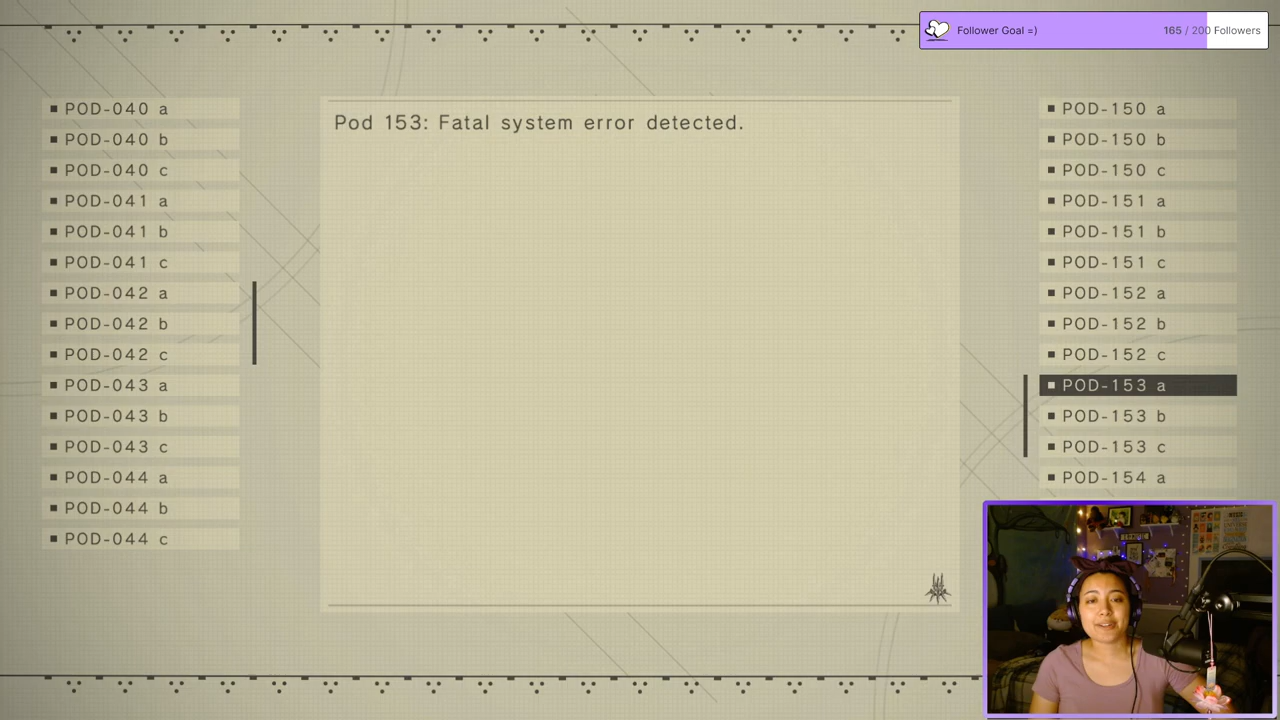 Follower Goal =)
165 / 200 Followers
POD-040 a
POD-040 b
POD-040 c
POD-041 a
POD-041 b
POD-041 c
POD-042 a
POD-042 b
POD-042 c
POD-043 a
POD-043 b
POD-043 c
POD-044 a
POD-044 b
POD-044 c
Pod 153: Fatal system error detected.
POD-150 a
POD-150 b
POD-150 c
POD-151 a
POD-151 b
POD-151 c
POD-152 a
POD-152 b
POD-152 c
POD-153 a
POD-153 b
POD-153 c
POD-154 a